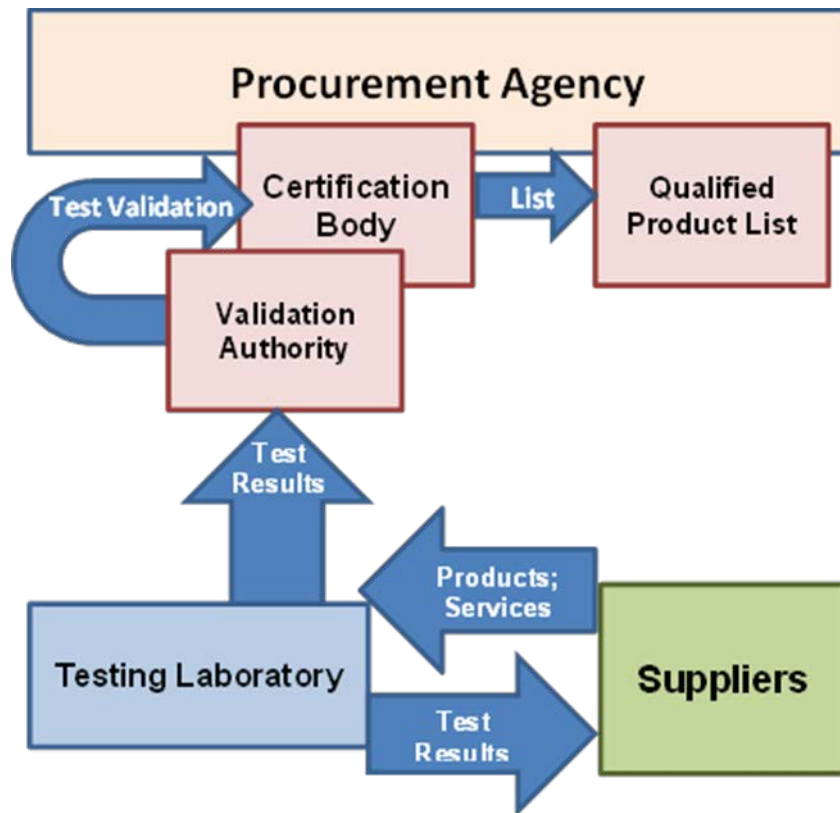 Procurement Agency
Certification
Body
Test Validation
List
Qualified
Product List
Validation
Authority
Test
Results
Products;
Services
Testing Laboratory
Suppliers
Test
Results